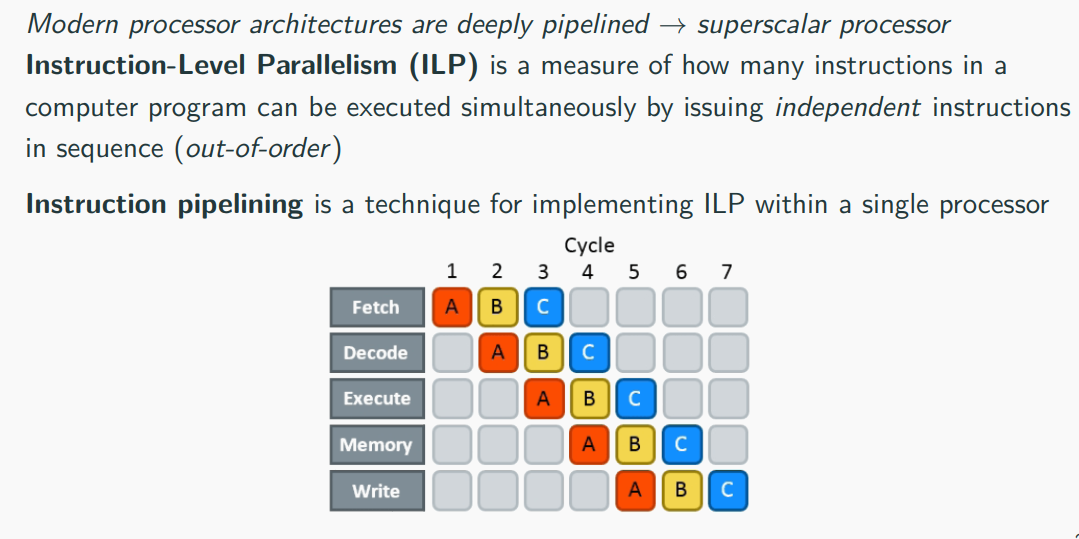 Modern processor architectures are deeply pipelined → superscalar processor
Instruction-Level Parallelism (ILP) is a measure of how many instructions in a
computer program can be executed simultaneously by issuing independent instructions
in sequence (out-of-order)
Instruction pipelining is a technique for implementing ILP within a single processor
Cycle
1 2 3 4 5 6 7
Fetch A B C
Decode A B C
Execute A B C
Memory A B C
Write A B C